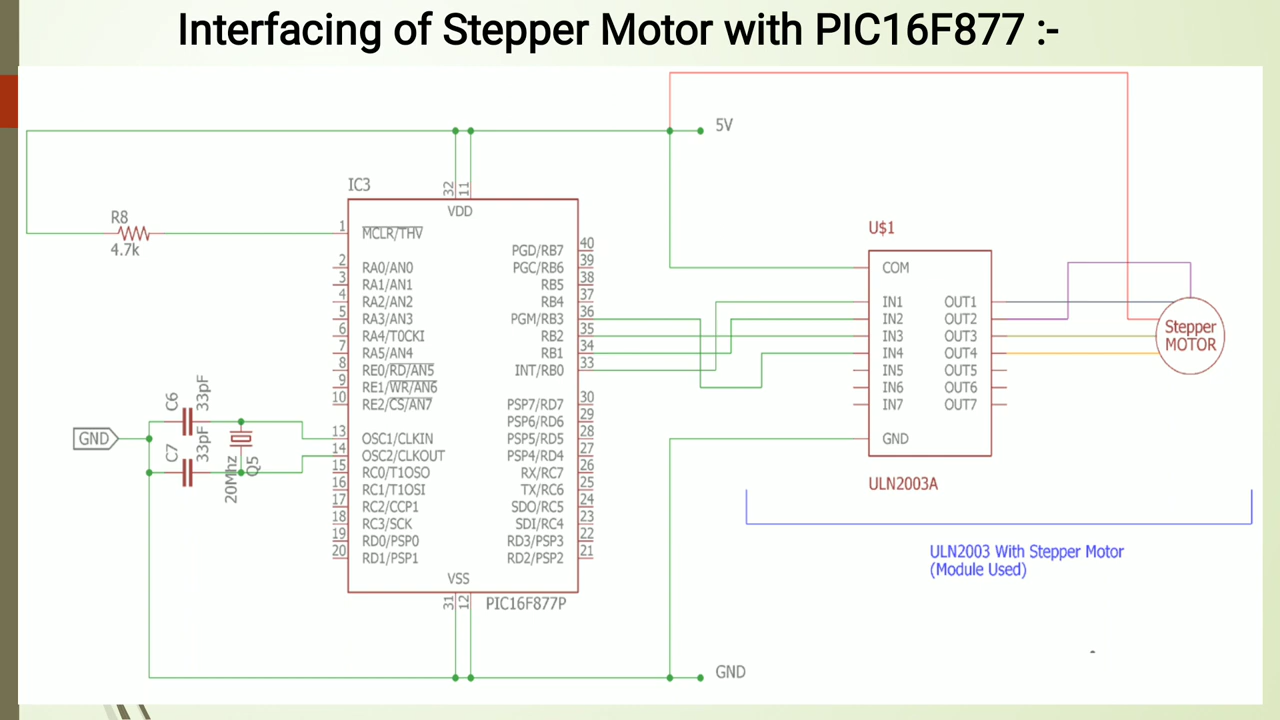 Interfacing of Stepper Motor with PIC16F877 :-
5V
IC3
32
11
VDD
R8
4.7k
1
MCLR/THV
2
RA0/AN0
3
RA1/AN1
4
RA2/AN2
5
RA3/AN3
6
RA4/T0CKI
7
RA5/AN4
8
RE0/RD/AN5
9
RE1/WR/AN6
10
RE2/CS/AN7
13
OSC1/CLKIN
14
OSC2/CLKOUT
15
RC0/T1OSO
16
RC1/T1OSI
17
RC2/CCP1
18
RC3/SCK
19
RD0/PSP0
20
RD1/PSP1
PGD/RB7
40
PGC/RB6
39
RB5
38
RB4
37
PGM/RB3
36
RB2
35
RB1
34
INT/RB0
33
PSP7/RD7
30
PSP6/RD6
29
PSP5/RD5
28
PSP4/RD4
27
RX/RC7
26
TX/RC6
25
SDO/RC5
24
SDI/RC4
23
RD3/PSP3
22
RD2/PSP2
21
VSS
31
12
PIC16F877P
GND
C6
33pF
C7
33pF
20Mhz
Q5
U$1
COM
IN1
OUT1
IN2
OUT2
IN3
OUT3
IN4
OUT4
IN5
OUT5
IN6
OUT6
IN7
OUT7
GND
ULN2003A
Stepper
MOTOR
ULN2003 With Stepper Motor
(Module Used)
GND
-